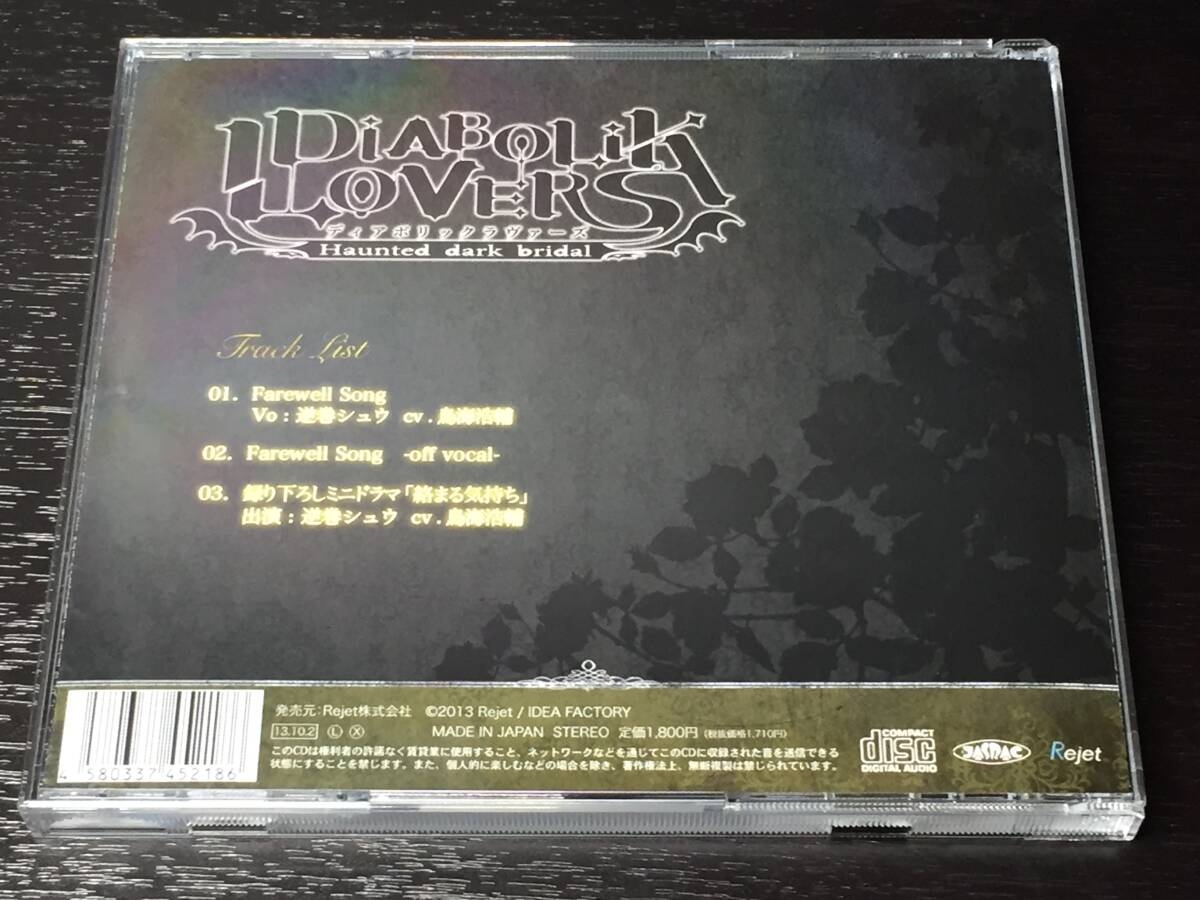 DiABOLiK
LOVERS
ディアボリックラヴァーズ
Haunted dark bridal
Track List
01. Farewell Song
Vo : 逆巻シュウ cv . 鳥海浩輔
02. Farewell Song -off vocal-
03. 録り下ろしミニドラマ「絡まる気持ち」
出演 : 逆巻シュウ cv . 鳥海浩輔
発売元:Rejet株式会社 ©2013 Rejet / IDEA FACTORY
13.10.2 Ⓛ Ⓧ MADE IN JAPAN STEREO 定価1,800円(税抜価格1,710円)
このCDは権利者の許諾なく賃貸業に使用すること、ネットワークなどを通じてこのCDに収録された音を送信できる
状態にすることを禁じます。また、個人的に楽しむなどの場合を除き、著作権法上、無断複製は禁じられています。
4 580337 452186
COMPACT
disc
DIGITAL AUDIO
JASRAC
Rejet